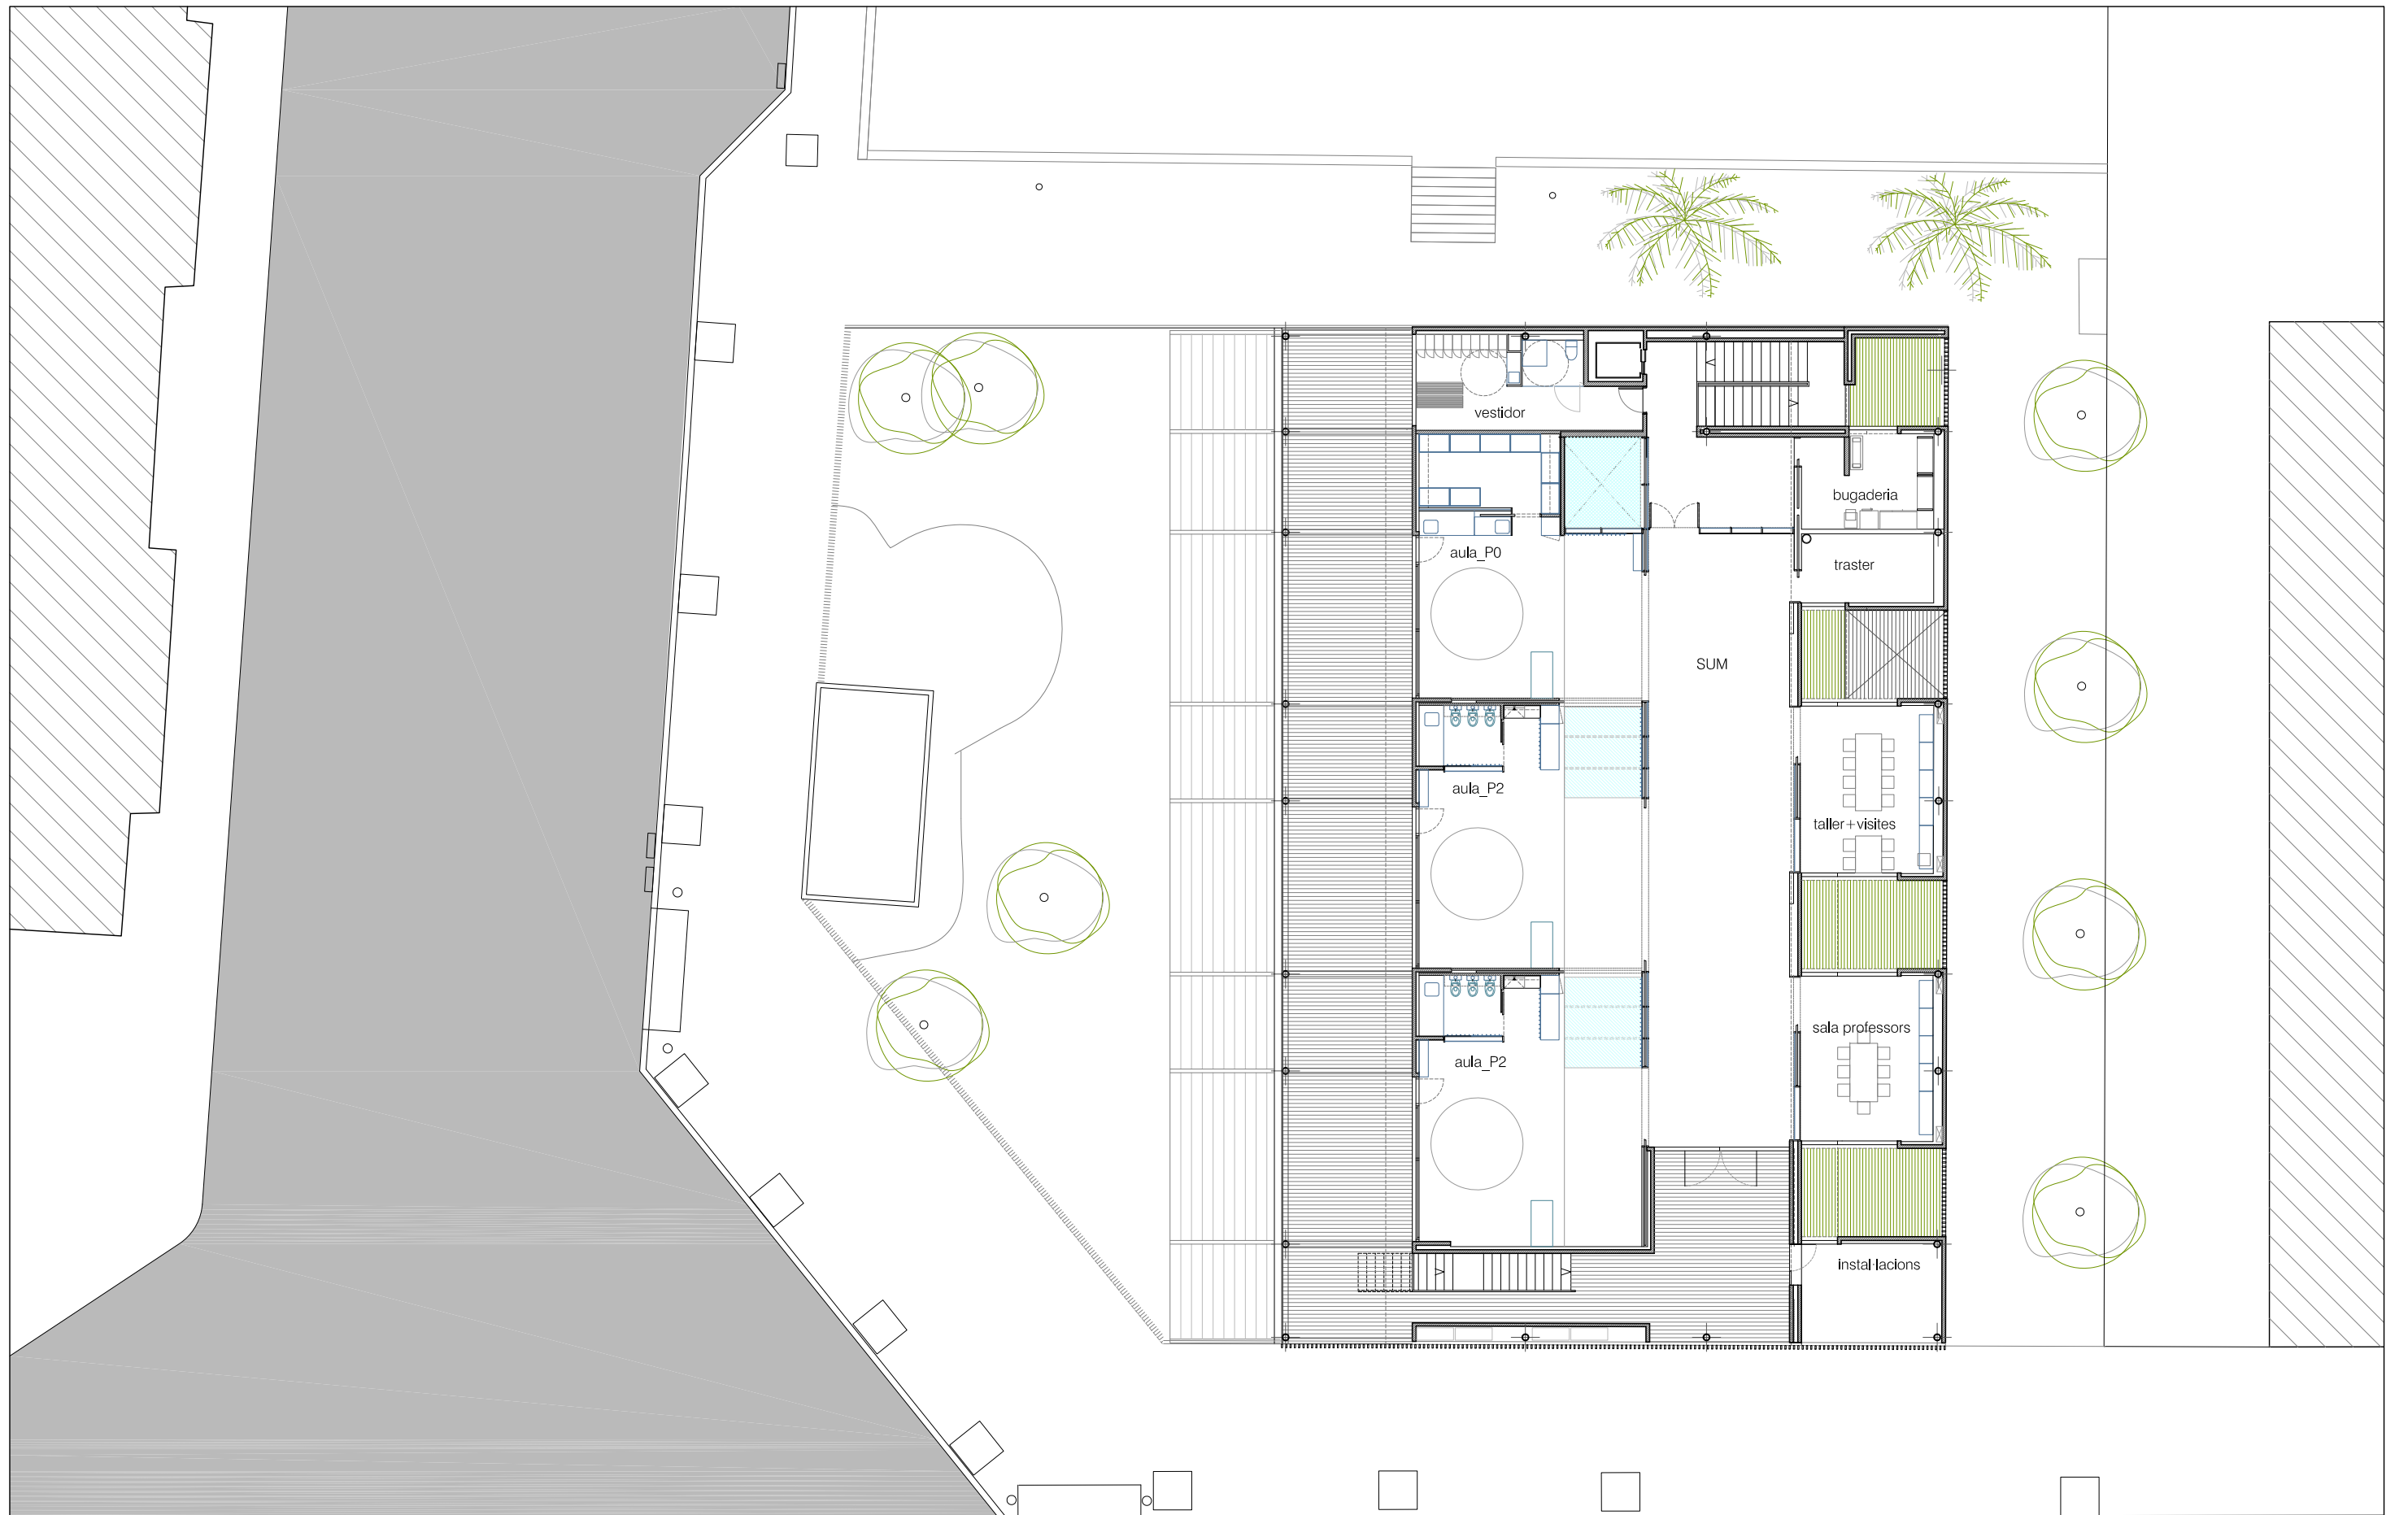 vestidor
bugaderia
aula_P0
traster
SUM
aula_P2
taller+visites
sala professors
aula_P2
instal·lacions